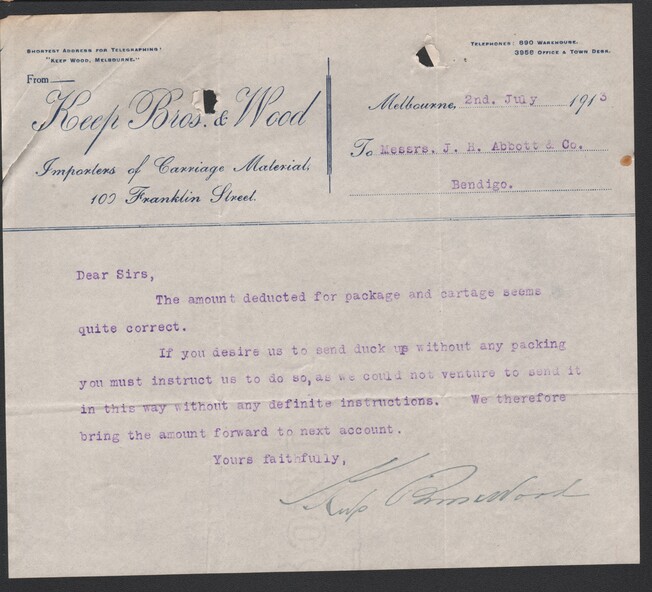 SHORTEST ADDRESS FOR TELEGRAPHING:
"KEEP WOOD, MELBOURNE."
TELEPHONES: 890 WAREHOUSE.
3956 OFFICE & TOWN DEPR.
From
Keep Bros. & Wood
Importers of Carriage Material,
109 Franklin Street.
Melbourne, 2nd. July 1913
To Messrs. J. H. Abbott & Co.
Bendigo.
Dear Sirs,
The amount deducted for package and cartage seems
quite correct.
If you desire us to send duck up without any packing
you must instruct us to do so, as we could not venture to send it
in this way without any definite instructions. We therefore
bring the amount forward to next account.
Yours faithfully,
Keep Bros & Wood